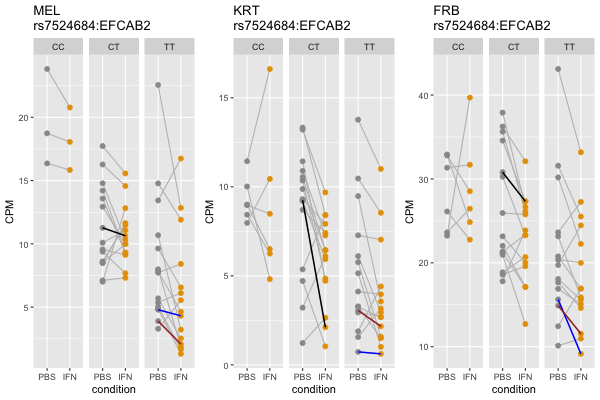 MEL
rs7524684:EFCAB2
CC CT TT
20
15
10
5
CPM
PBS IFN PBS IFN PBS IFN
condition
KRT
rs7524684:EFCAB2
CC CT TT
15
10
5
0
CPM
PBS IFN PBS IFN PBS IFN
condition
FRB
rs7524684:EFCAB2
CC CT TT
40
30
20
10
CPM
PBS IFN PBS IFN PBS IFN
condition